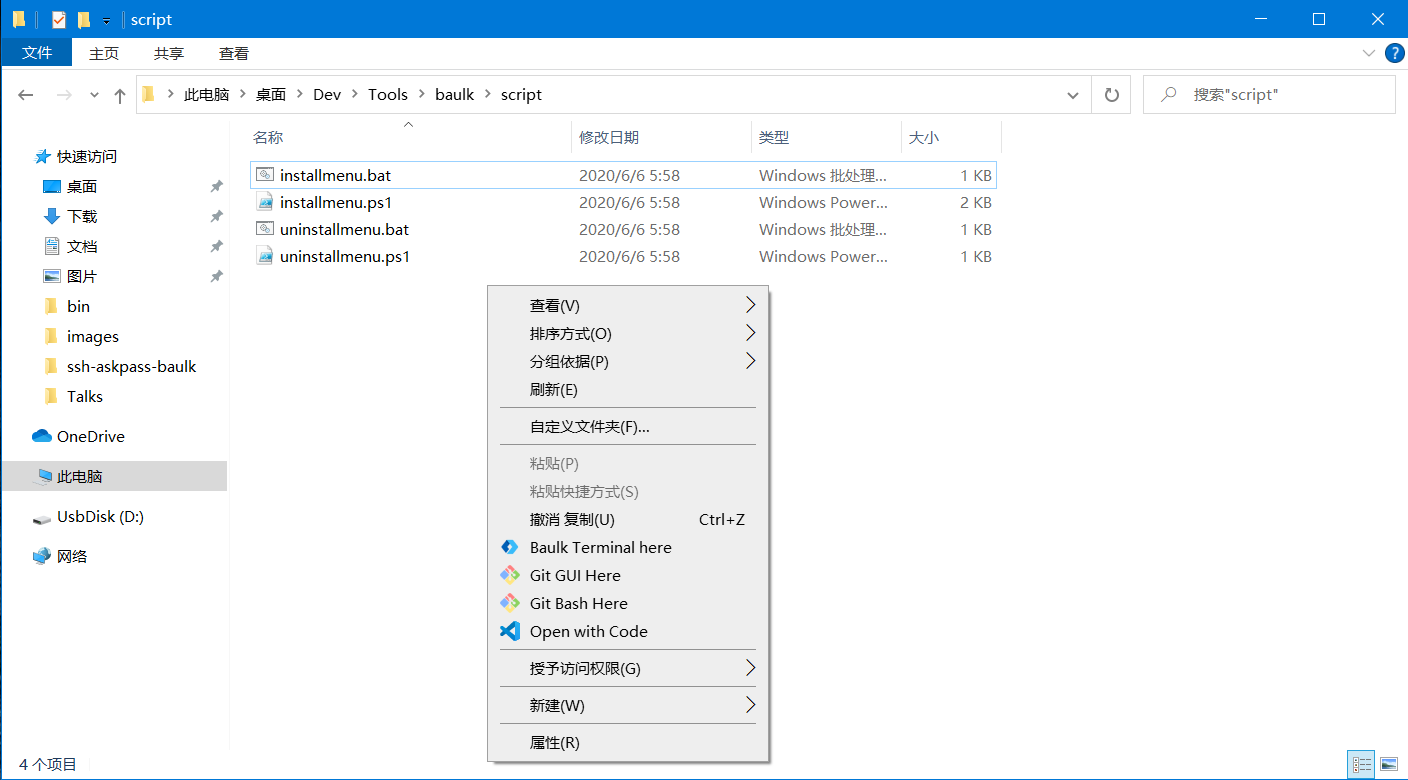 script
文件 主页 共享 查看
?
此电脑 桌面 Dev Tools baulk script 搜索"script"
名称 修改日期 类型 大小
installmenu.bat 2020/6/6 5:58 Windows 批处理... 1 KB
installmenu.ps1 2020/6/6 5:58 Windows Power... 2 KB
uninstallmenu.bat 2020/6/6 5:58 Windows 批处理... 1 KB
uninstallmenu.ps1 2020/6/6 5:58 Windows Power... 1 KB
快速访问
桌面
下载
文档
图片
bin
images
ssh-askpass-baulk
Talks
OneDrive
此电脑
UsbDisk (D:)
网络
查看(V)
排序方式(O)
分组依据(P)
刷新(E)
自定义文件夹(F)...
粘贴(P)
粘贴快捷方式(S)
撤消 复制(U) Ctrl+Z
Baulk Terminal here
Git GUI Here
Git Bash Here
Open with Code
授予访问权限(G)
新建(W)
属性(R)
4 个项目